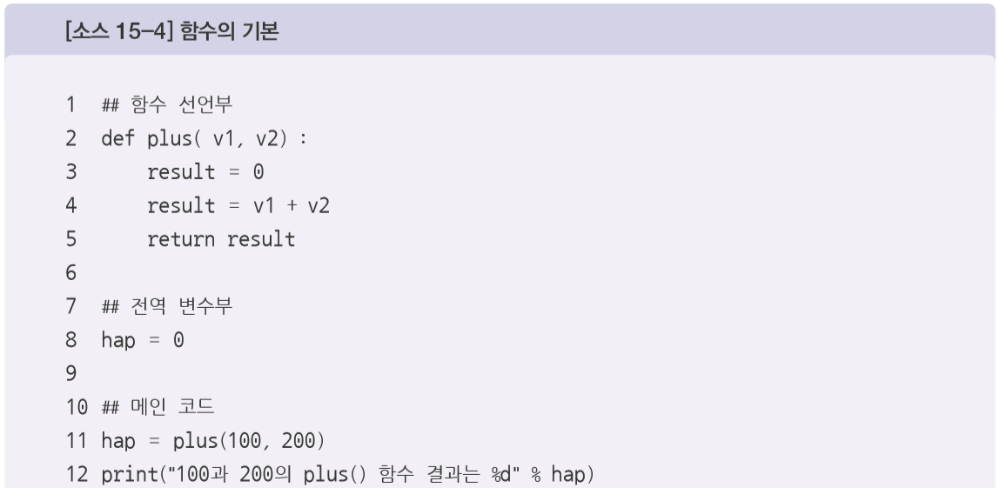 [소스 15–4] 함수의 기본
1 ## 함수 선언부
2 def plus( v1, v2) :
3     result = 0
4     result = v1 + v2
5     return result
6
7 ## 전역 변수부
8 hap = 0
9
10 ## 메인 코드
11 hap = plus(100, 200)
12 print("100과 200의 plus() 함수 결과는 %d" % hap)